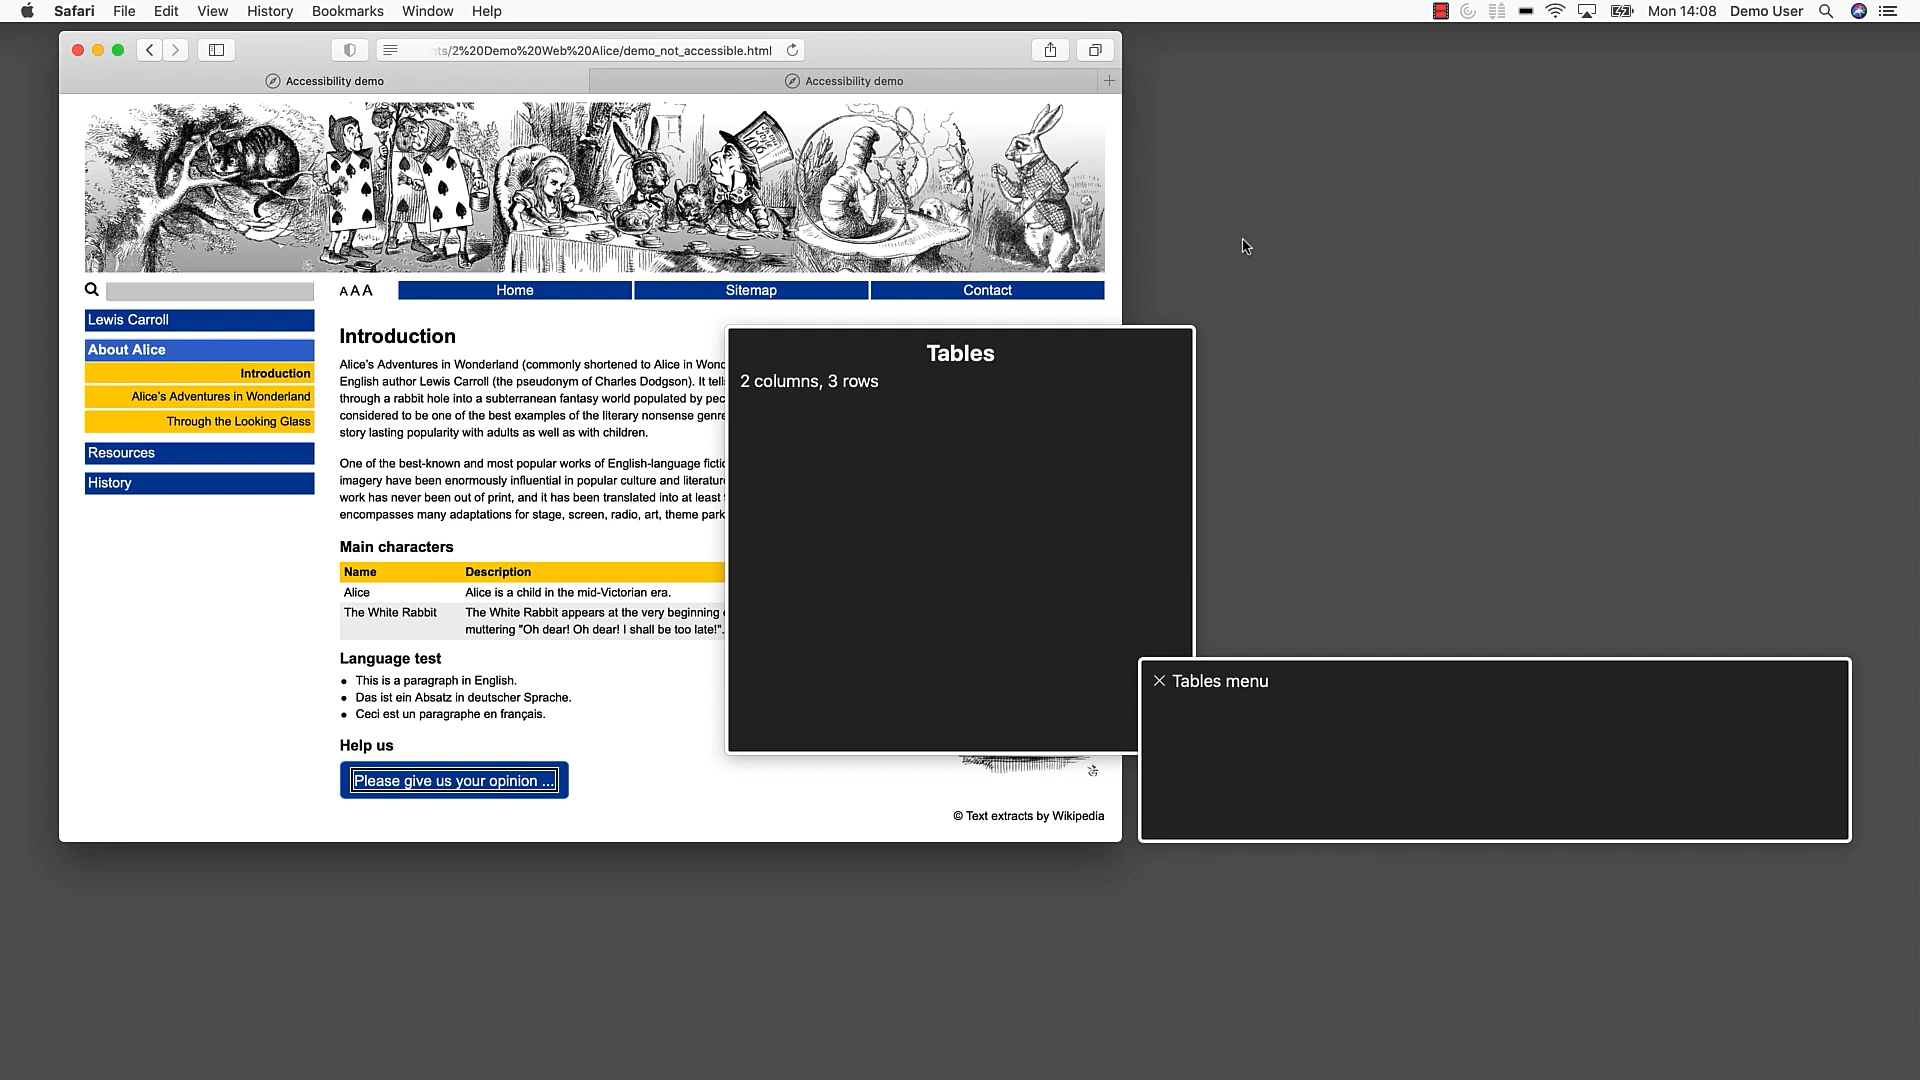 Safari File Edit View History Bookmarks Window Help Mon 14:08 Demo User
nts/2%20Demo%20Web%20Alice/demo_not_accessible.html
Accessibility demo Accessibility demo
AAA Home Sitemap Contact
Lewis Carroll
About Alice
Introduction
Alice's Adventures in Wonderland
Through the Looking Glass
Resources
History
Introduction
Alice's Adventures in Wonderland (commonly shortened to Alice in Wond
English author Lewis Carroll (the pseudonym of Charles Dodgson). It tell
through a rabbit hole into a subterranean fantasy world populated by pec
considered to be one of the best examples of the literary nonsense genre
story lasting popularity with adults as well as with children.
One of the best-known and most popular works of English-language fictio
imagery have been enormously influential in popular culture and literature
work has never been out of print, and it has been translated into at least
encompasses many adaptations for stage, screen, radio, art, theme park
Main characters
Name Description
Alice Alice is a child in the mid-Victorian era.
The White Rabbit The White Rabbit appears at the very beginning
muttering "Oh dear! Oh dear! I shall be too late!".
Language test
• This is a paragraph in English.
• Das ist ein Absatz in deutscher Sprache.
• Ceci est un paragraphe en français.
Help us
Please give us your opinion ...
© Text extracts by Wikipedia
Tables
2 columns, 3 rows
× Tables menu